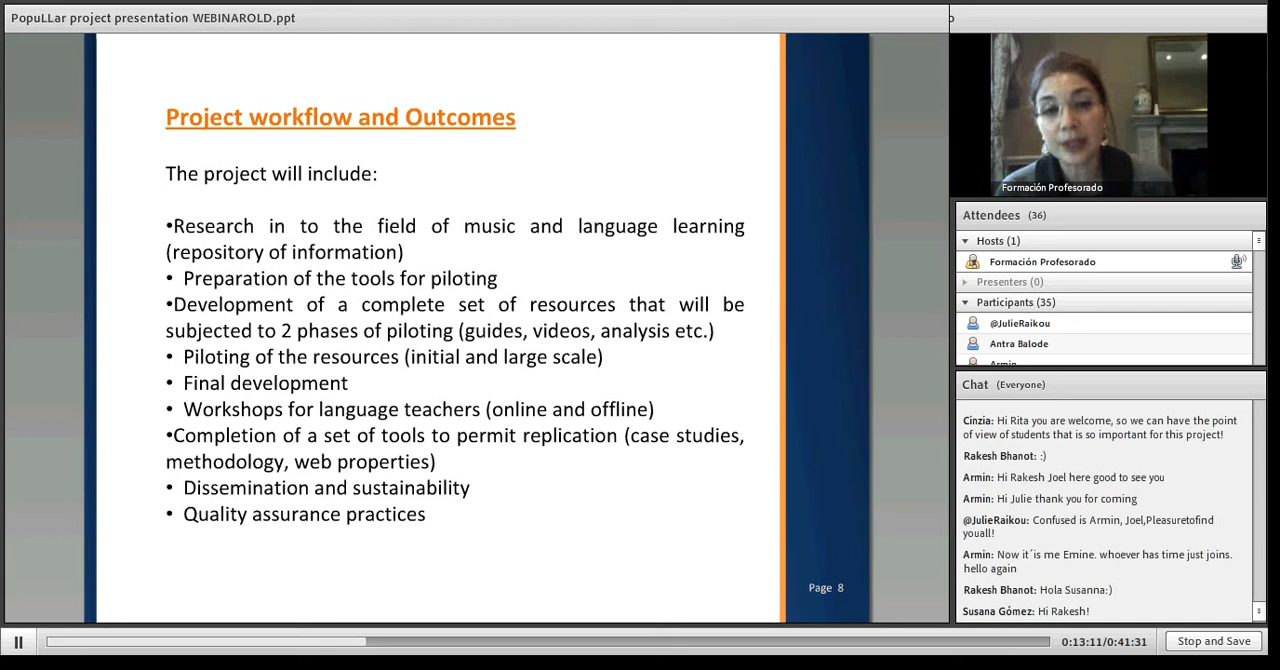 PopuLLar project presentation WEBINAROLD.ppt
Project workflow and Outcomes
The project will include:
•Research in to the field of music and language learning
(repository of information)
• Preparation of the tools for piloting
•Development of a complete set of resources that will be
subjected to 2 phases of piloting (guides, videos, analysis etc.)
• Piloting of the resources (initial and large scale)
• Final development
• Workshops for language teachers (online and offline)
•Completion of a set of tools to permit replication (case studies,
methodology, web properties)
• Dissemination and sustainability
• Quality assurance practices
Page 8
Formación Profesorado
Attendees (36)
Hosts (1)
Formación Profesorado
Presenters (0)
Participants (35)
@JulieRaikou
Antra Balode
Armin
Chat (Everyone)
Cinzia: Hi Rita you are welcome, so we can have the point
of view of students that is so important for this project!
Rakesh Bhanot: :)
Armin: Hi Rakesh Joel here good to see you
Armin: Hi Julie thank you for coming
@JulieRaikou: Confused is Armin, Joel,Pleasuretofind
youall!
Armin: Now it´is me Emine. whoever has time just joins.
hello again
Rakesh Bhanot: Hola Susanna:)
Susana Gómez: Hi Rakesh!
0:13:11/0:41:31
Stop and Save